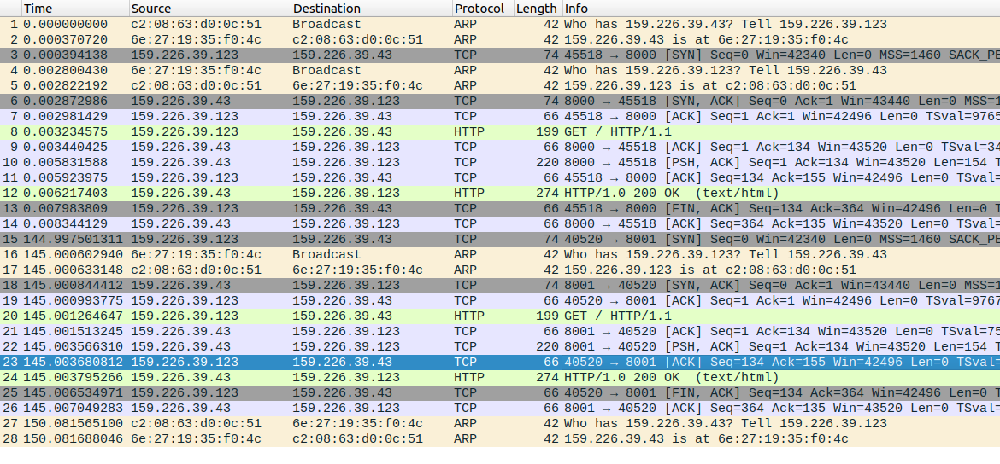 Time Source Destination Protocol Length Info
1 0.000000000 c2:08:63:d0:0c:51 Broadcast ARP 42 Who has 159.226.39.43? Tell 159.226.39.123
2 0.000370720 6e:27:19:35:f0:4c c2:08:63:d0:0c:51 ARP 42 159.226.39.43 is at 6e:27:19:35:f0:4c
3 0.000394138 159.226.39.123 159.226.39.43 TCP 74 45518 → 8000 [SYN] Seq=0 Win=42340 Len=0 MSS=1460 SACK_PE
4 0.002800430 6e:27:19:35:f0:4c Broadcast ARP 42 Who has 159.226.39.123? Tell 159.226.39.43
5 0.002822192 c2:08:63:d0:0c:51 6e:27:19:35:f0:4c ARP 42 159.226.39.123 is at c2:08:63:d0:0c:51
6 0.002872986 159.226.39.43 159.226.39.123 TCP 74 8000 → 45518 [SYN, ACK] Seq=0 Ack=1 Win=43440 Len=0 MSS=1
7 0.002981429 159.226.39.123 159.226.39.43 TCP 66 45518 → 8000 [ACK] Seq=1 Ack=1 Win=42496 Len=0 TSval=9765
8 0.003234575 159.226.39.123 159.226.39.43 HTTP 199 GET / HTTP/1.1
9 0.003440425 159.226.39.43 159.226.39.123 TCP 66 8000 → 45518 [ACK] Seq=1 Ack=134 Win=43520 Len=0 TSval=34
10 0.005831588 159.226.39.43 159.226.39.123 TCP 220 8000 → 45518 [PSH, ACK] Seq=1 Ack=134 Win=43520 Len=154 T
11 0.005923975 159.226.39.123 159.226.39.43 TCP 66 45518 → 8000 [ACK] Seq=134 Ack=155 Win=42496 Len=0 TSval=
12 0.006217403 159.226.39.43 159.226.39.123 HTTP 274 HTTP/1.0 200 OK (text/html)
13 0.007983809 159.226.39.123 159.226.39.43 TCP 66 45518 → 8000 [FIN, ACK] Seq=134 Ack=364 Win=42496 Len=0 T
14 0.008344129 159.226.39.43 159.226.39.123 TCP 66 8000 → 45518 [ACK] Seq=364 Ack=135 Win=43520 Len=0 TSval=
15 144.997501311 159.226.39.123 159.226.39.43 TCP 74 40520 → 8001 [SYN] Seq=0 Win=42340 Len=0 MSS=1460 SACK_PE
16 145.000602940 6e:27:19:35:f0:4c Broadcast ARP 42 Who has 159.226.39.123? Tell 159.226.39.43
17 145.000633148 c2:08:63:d0:0c:51 6e:27:19:35:f0:4c ARP 42 159.226.39.123 is at c2:08:63:d0:0c:51
18 145.000844412 159.226.39.43 159.226.39.123 TCP 74 8001 → 40520 [SYN, ACK] Seq=0 Ack=1 Win=43440 Len=0 MSS=1
19 145.000993775 159.226.39.123 159.226.39.43 TCP 66 40520 → 8001 [ACK] Seq=1 Ack=1 Win=42496 Len=0 TSval=9767
20 145.001264647 159.226.39.123 159.226.39.43 HTTP 199 GET / HTTP/1.1
21 145.001513245 159.226.39.43 159.226.39.123 TCP 66 8001 → 40520 [ACK] Seq=1 Ack=134 Win=43520 Len=0 TSval=75
22 145.003566310 159.226.39.43 159.226.39.123 TCP 220 8001 → 40520 [PSH, ACK] Seq=1 Ack=134 Win=43520 Len=154 T
23 145.003680812 159.226.39.123 159.226.39.43 TCP 66 40520 → 8001 [ACK] Seq=134 Ack=155 Win=42496 Len=0 TSval=
24 145.003795266 159.226.39.43 159.226.39.123 HTTP 274 HTTP/1.0 200 OK (text/html)
25 145.006534971 159.226.39.123 159.226.39.43 TCP 66 40520 → 8001 [FIN, ACK] Seq=134 Ack=364 Win=42496 Len=0 T
26 145.007049283 159.226.39.43 159.226.39.123 TCP 66 8001 → 40520 [ACK] Seq=364 Ack=135 Win=43520 Len=0 TSval=
27 150.081565100 c2:08:63:d0:0c:51 6e:27:19:35:f0:4c ARP 42 Who has 159.226.39.43? Tell 159.226.39.123
28 150.081688046 6e:27:19:35:f0:4c c2:08:63:d0:0c:51 ARP 42 159.226.39.43 is at 6e:27:19:35:f0:4c